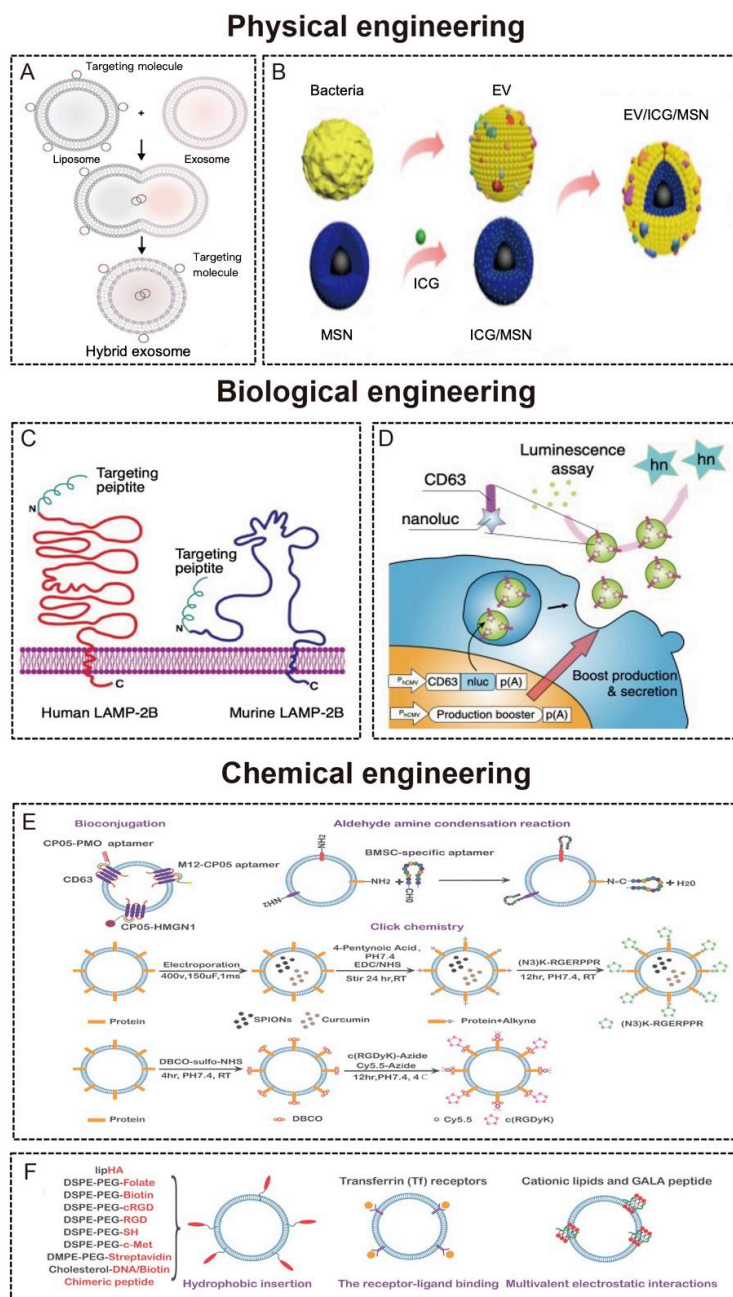 Physical engineering
A
Targeting molecule
+
Liposome
Exosome
Targeting
molecule
Hybrid exosome
B
Bacteria
EV
EV/ICG/MSN
ICG
MSN
ICG/MSN
Biological engineering
C
Targeting
peiptite
N
Targeting
peiptite
N
C
C
Human LAMP-2B
Murine LAMP-2B
D
Luminescence
assay
hn
hn
CD63
nanoluc
Boost production
& secretion
PhCMV
CD63
nluc
p(A)
PhCMV
Production booster
p(A)
Chemical engineering
E
Bioconjugation
CP05-PMO aptamer
M12-CP05 aptamer
CD63
CP05-HMGN1
Aldehyde amine condensation reaction
NH2
BMSC-specific aptamer
NH2
+
CHO
NH2
N-C
+ H20
Click chemistry
Electroporation
400v,150uF,1ms
4-Pentynoic Acid,
PH7.4
EDC/NHS
Stir 24 hr,RT
(N3)K-RGERPPR
12hr, PH7.4, RT
Protein
SPIONs
Curcumin
Protein+Alkyne
(N3)K-RGERPPR
DBCO-sulfo-NHS
4hr, PH7.4, RT
c(RGDyK)-Azide
Cy5.5-Azide
12hr,PH7.4, 4 C
Protein
DBCO
Cy5.5
c(RGDyK)
F
lipHA
DSPE-PEG-Folate
DSPE-PEG-Biotin
DSPE-PEG-cRGD
DSPE-PEG-RGD
DSPE-PEG-SH
DSPE-PEG-c-Met
DMPE-PEG-Streptavidin
Cholesterol-DNA/Biotin
Chimeric peptide
Hydrophobic insertion
Transferrin (Tf) receptors
The receptor-ligand binding
Cationic lipids and GALA peptide
Multivalent electrostatic interactions